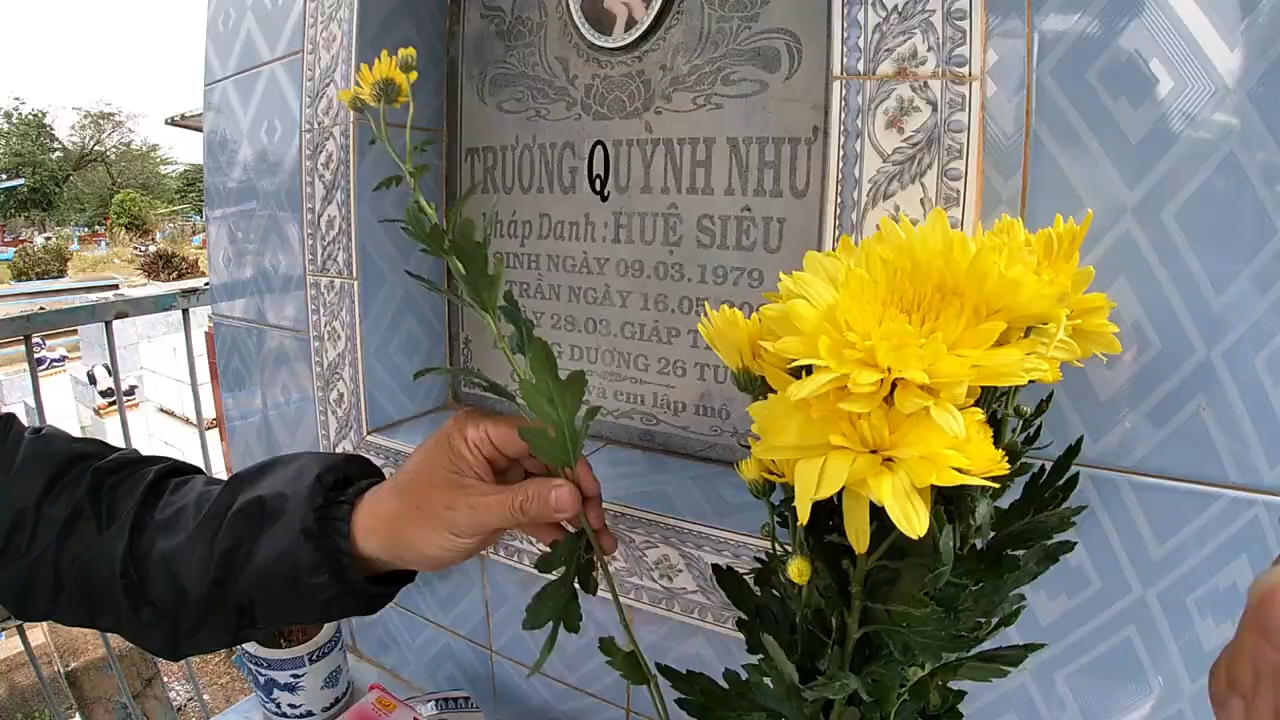 TRƯƠNG QUỲNH NHƯ
Pháp Danh : HUỆ SIÊU
SINH NGÀY 09.03.1979
TRẦN NGÀY 16.05.
28.03.GIÁP
DƯƠNG 26
và em lập mộ